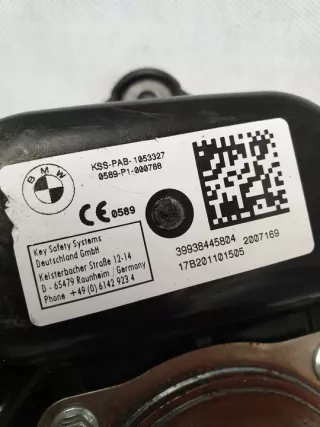 BMW
KSS-PAB-1053327
0589-P1-000788
CE 0589
Key Safety Systems
Deutschland GmbH
Kelsterbacher Straße 12-14
D - 65479 Raunheim / Germany
Phone +49 (0) 6142 923 4
39938445804 2007169
17B201101505